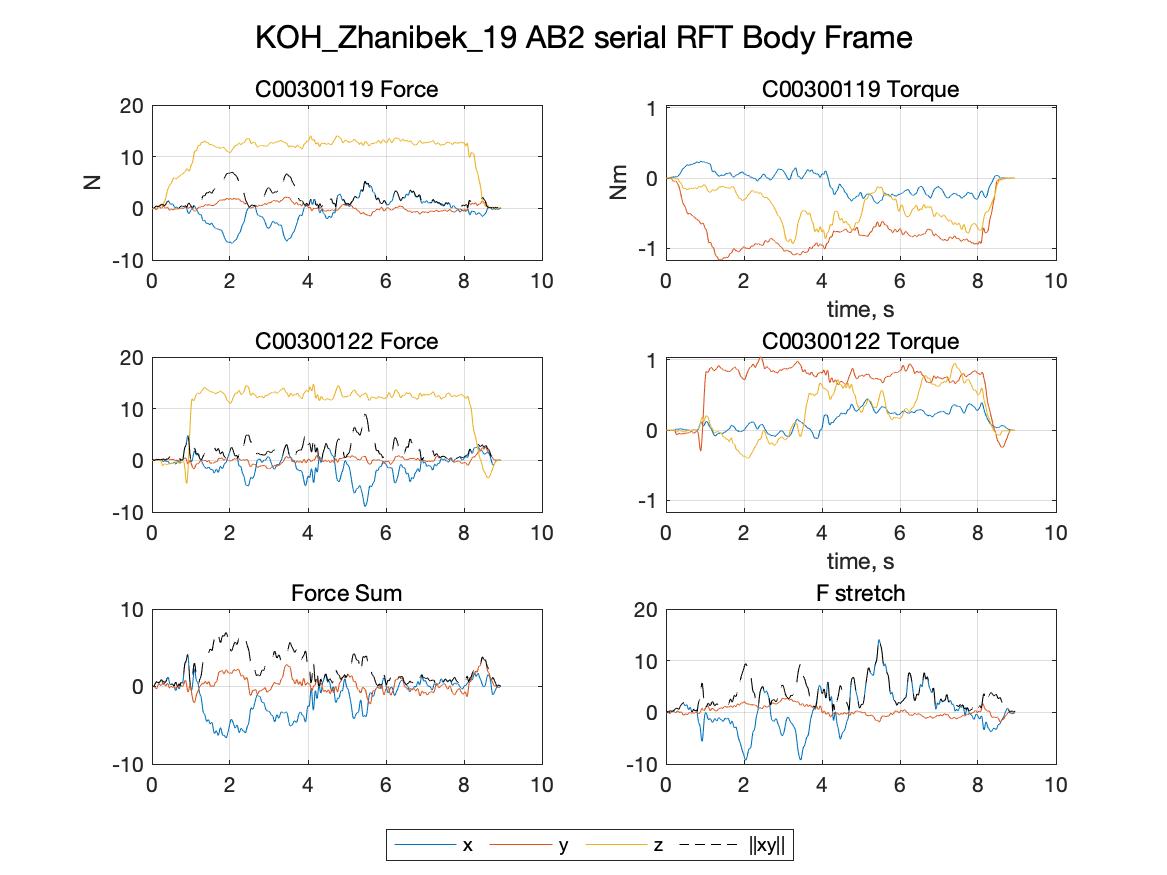 KOH_Zhanibek_19 AB2 serial RFT Body Frame
C00300119 Force
20
10
0
-10
N
0 2 4 6 8 10
C00300119 Torque
1
0
-1
Nm
0 2 4 6 8 10
time, s
C00300122 Force
20
10
0
-10
0 2 4 6 8 10
C00300122 Torque
1
0
-1
0 2 4 6 8 10
time, s
Force Sum
10
0
-10
0 2 4 6 8 10
F stretch
20
10
0
-10
0 2 4 6 8 10
x y z ||xy||